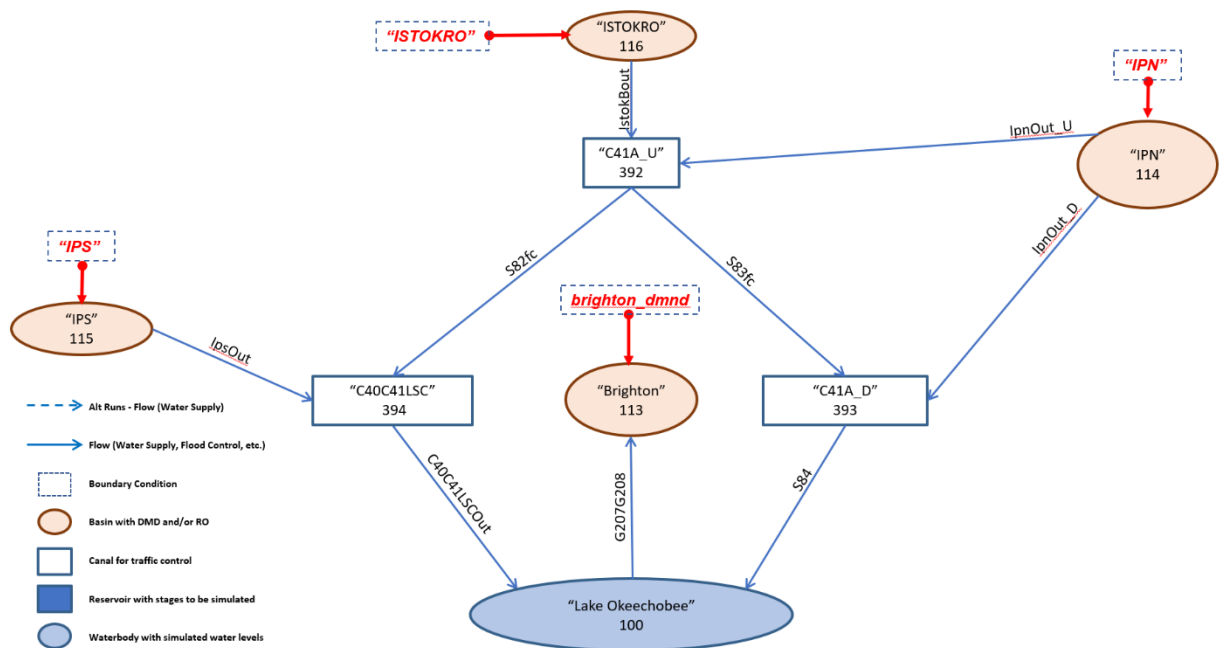 “ISTOKRO”
“ISTOKRO”
116
“IPN”
IstokBout
IpnOut_U
“C41A_U”
392
“IPN”
114
IpnOut_D
“IPS”
S82fc
S83fc
brighton_dmnd
“IPS”
115
IpsOut
“C40C41LSC”
394
“Brighton”
113
“C41A_D”
393
Alt Runs - Flow (Water Supply)
Flow (Water Supply, Flood Control, etc.)
Boundary Condition
Basin with DMD and/or RO
Canal for traffic control
Reservoir with stages to be simulated
Waterbody with simulated water levels
C40C41LSCOut
G207G208
S84
“Lake Okeechobee”
100